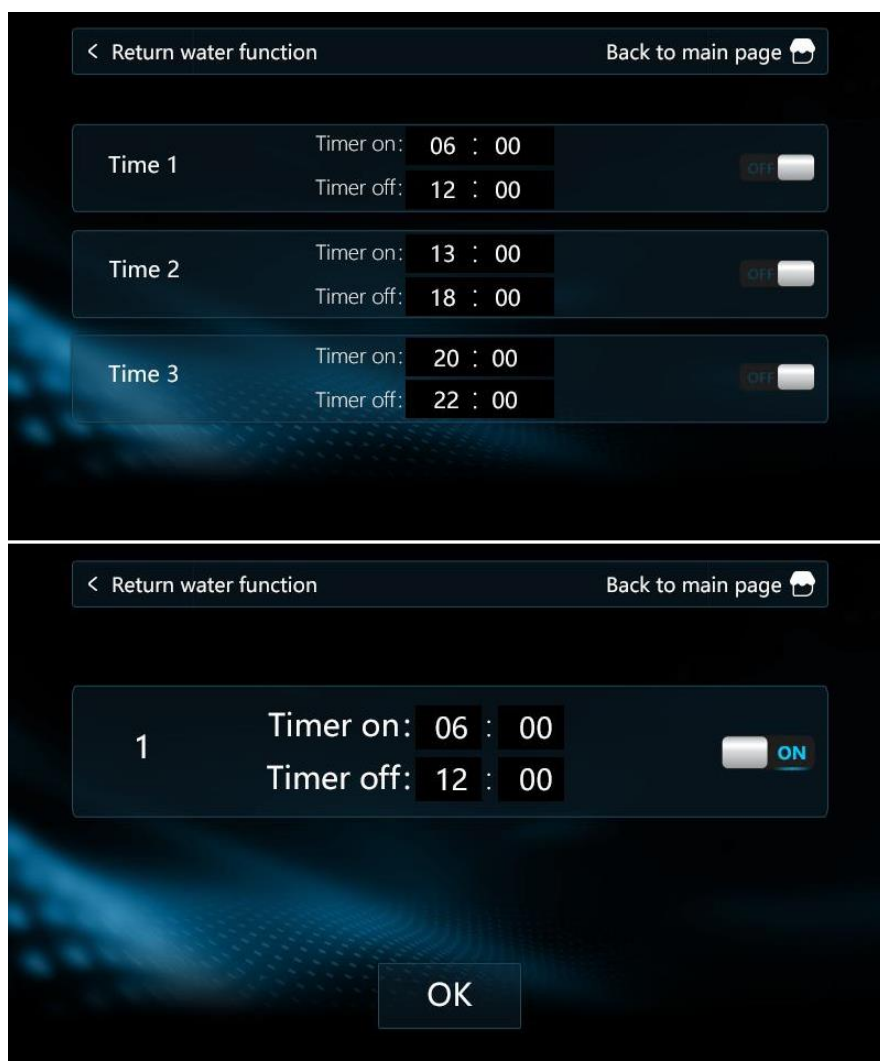 < Return water function Back to main page
Time 1
Timer on: 06 : 00
Timer off: 12 : 00
OFF
Time 2
Timer on: 13 : 00
Timer off: 18 : 00
OFF
Time 3
Timer on: 20 : 00
Timer off: 22 : 00
OFF
< Return water function Back to main page
1
Timer on: 06 : 00
Timer off: 12 : 00
ON
OK